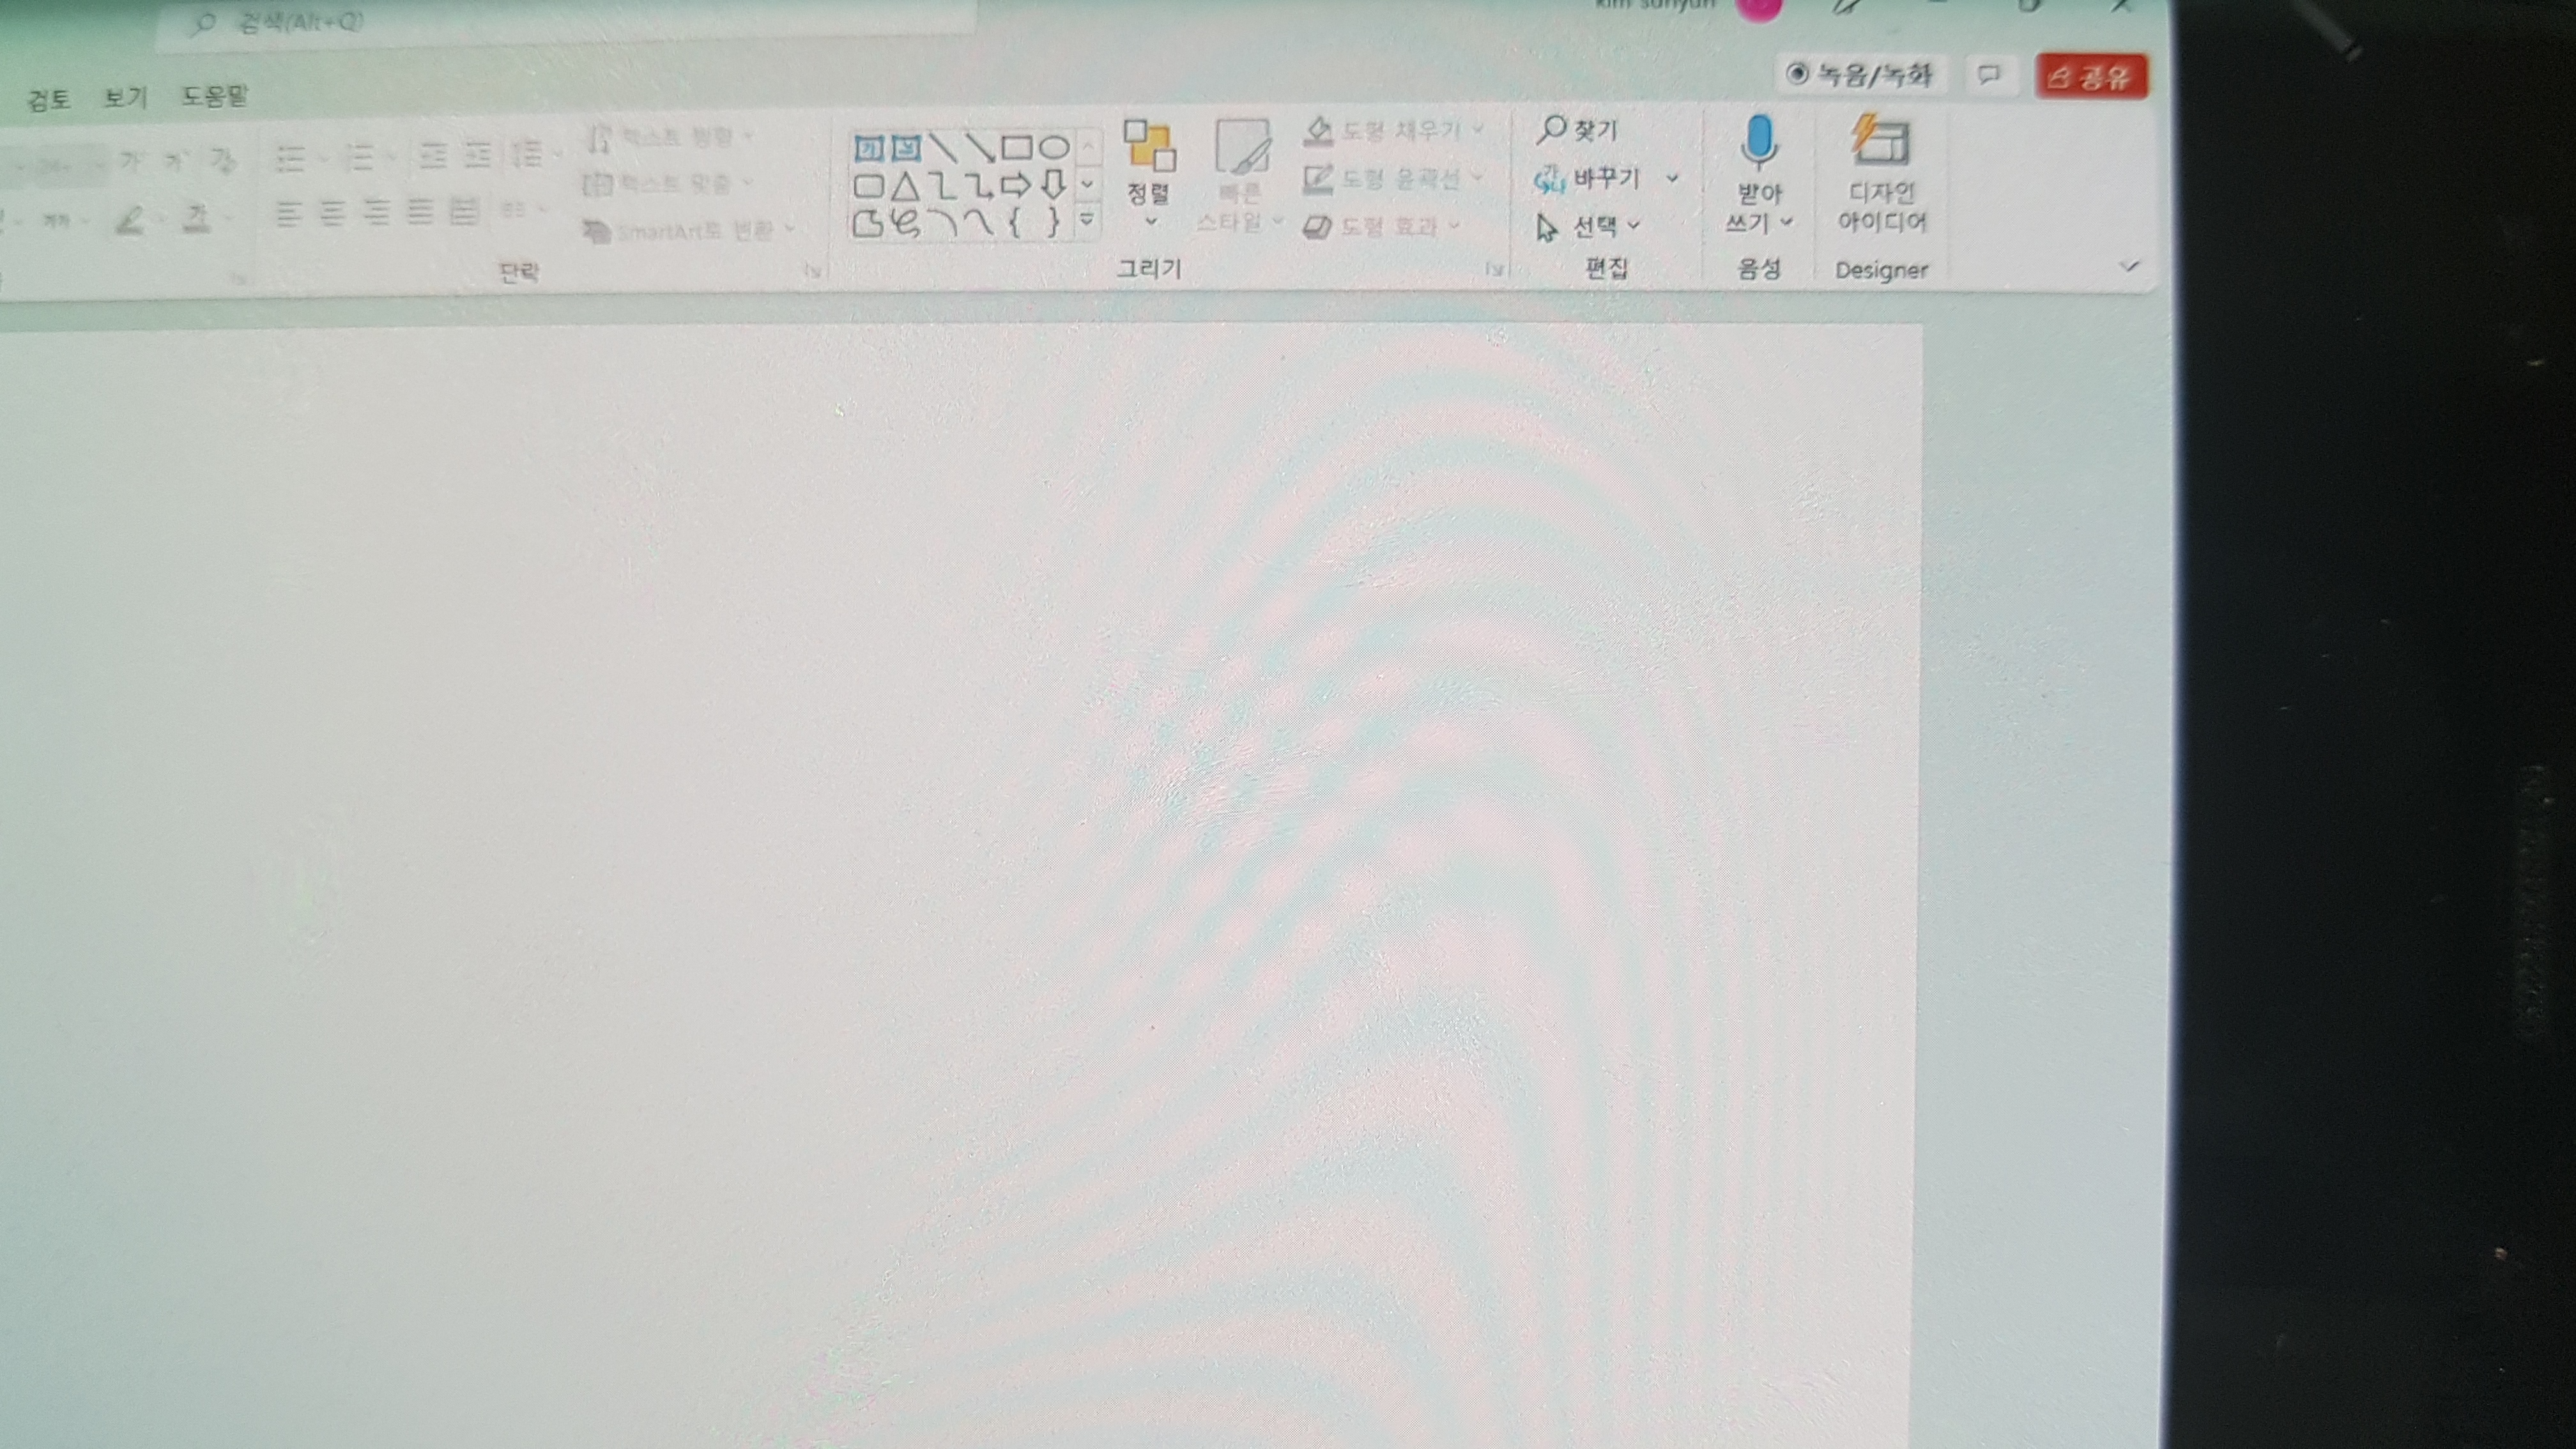 검색(Alt+Q)
검토 보기 도움말
녹음/녹화
공유
텍스트 방향
텍스트 맞춤
SmartArt로 변환
단락
정렬
빠른
스타일
도형 채우기
도형 윤곽선
도형 효과
그리기
찾기
바꾸기
선택
편집
받아
쓰기
음성
디자인
아이디어
Designer